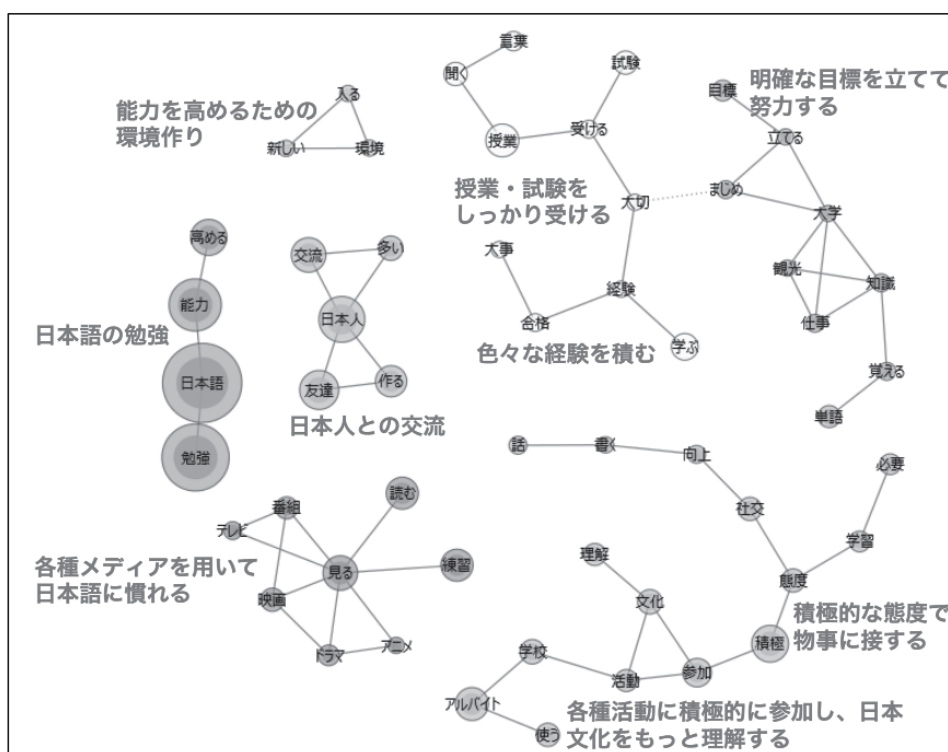 言葉
聞く
試験
授業
受ける
目標
明確な目標を立てて
努力する
入る
新しい
環境
能力を高めるための
環境作り
立てる
まじめ
大切
授業・試験を
しっかり受ける
大学
観光
知識
仕事
覚える
単語
大事
経験
合格
学ぶ
色々な経験を積む
高める
能力
日本語
勉強
日本語の勉強
交流
多い
日本人
友達
作る
日本人との交流
番組
テレビ
読む
見る
練習
映画
ドラマ
アニメ
各種メディアを用いて
日本語に慣れる
話
書く
向上
社交
必要
学習
態度
積極
積極的な態度で
物事に接する
理解
文化
学校
活動
参加
アルバイト
使う
各種活動に積極的に参加し、日本
文化をもっと理解する